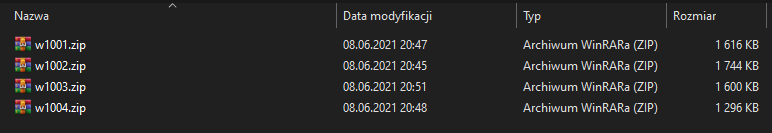 Nazwa Data modyfikacji Typ Rozmiar
w1001.zip 08.06.2021 20:47 Archiwum WinRARa (ZIP) 1 616 KB
w1002.zip 08.06.2021 20:45 Archiwum WinRARa (ZIP) 1 744 KB
w1003.zip 08.06.2021 20:51 Archiwum WinRARa (ZIP) 1 600 KB
w1004.zip 08.06.2021 20:48 Archiwum WinRARa (ZIP) 1 296 KB